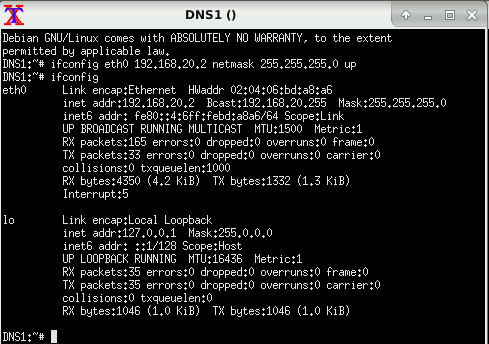 DNS1 ()
Debian GNU/Linux comes with ABSOLUTELY NO WARRANTY, to the extent
permitted by applicable law.
DNS1:~# ifconfig eth0 192.168.20.2 netmask 255.255.255.0 up
DNS1:~# ifconfig
eth0 Link encap:Ethernet HWaddr 02:04:06:bd:a8:a6
inet addr:192.168.20.2 Bcast:192.168.20.255 Mask:255.255.255.0
inet6 addr: fe80::4:6ff:febd:a8a6/64 Scope:Link
UP BROADCAST RUNNING MULTICAST MTU:1500 Metric:1
RX packets:165 errors:0 dropped:0 overruns:0 frame:0
TX packets:33 errors:0 dropped:0 overruns:0 carrier:0
collisions:0 txqueuelen:1000
RX bytes:4350 (4.2 KiB) TX bytes:1332 (1.3 KiB)
Interrupt:5
lo Link encap:Local Loopback
inet addr:127.0.0.1 Mask:255.0.0.0
inet6 addr: ::1/128 Scope:Host
UP LOOPBACK RUNNING MTU:16436 Metric:1
RX packets:35 errors:0 dropped:0 overruns:0 frame:0
TX packets:35 errors:0 dropped:0 overruns:0 carrier:0
collisions:0 txqueuelen:0
RX bytes:1046 (1.0 KiB) TX bytes:1046 (1.0 KiB)
DNS1:~#